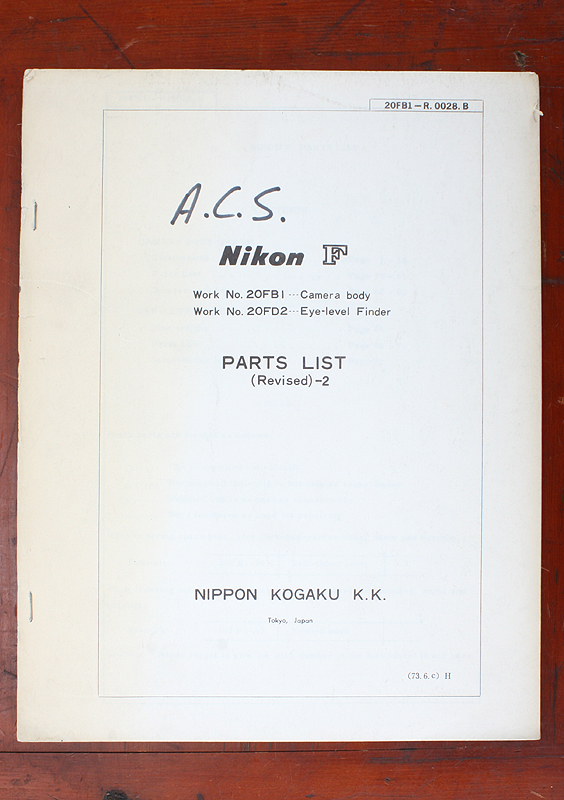 20FB1-R.0028.B
A.C.S.
Nikon F
Work No. 20FB1···Camera body
Work No. 20FD2···Eye-level Finder
PARTS LIST
(Revised)-2
NIPPON KOGAKU K.K.
Tokyo, Japan
(73.6.c) H